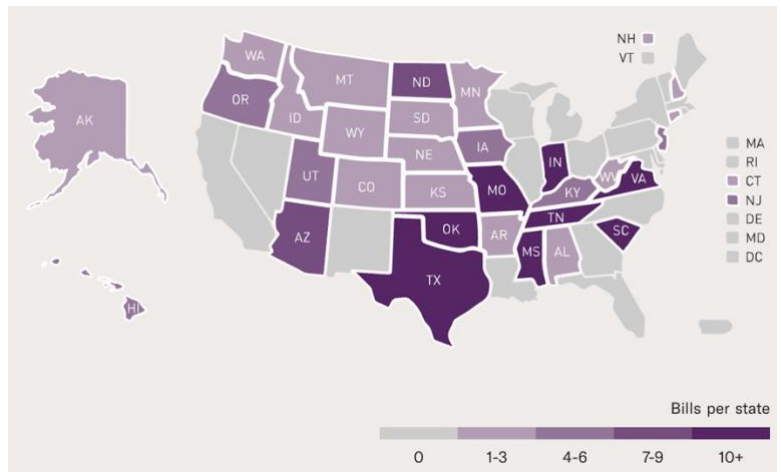 NH
VT
WA
MT
ND
MN
OR
ID
SD
WY
AK
IA
NE
IN
UT
CO
KS
MO
KY
WV
VA
AZ
OK
AR
TN
SC
TX
MS
AL
HI
MA
RI
CT
NJ
DE
MD
DC
Bills per state
0 1-3 4-6 7-9 10+